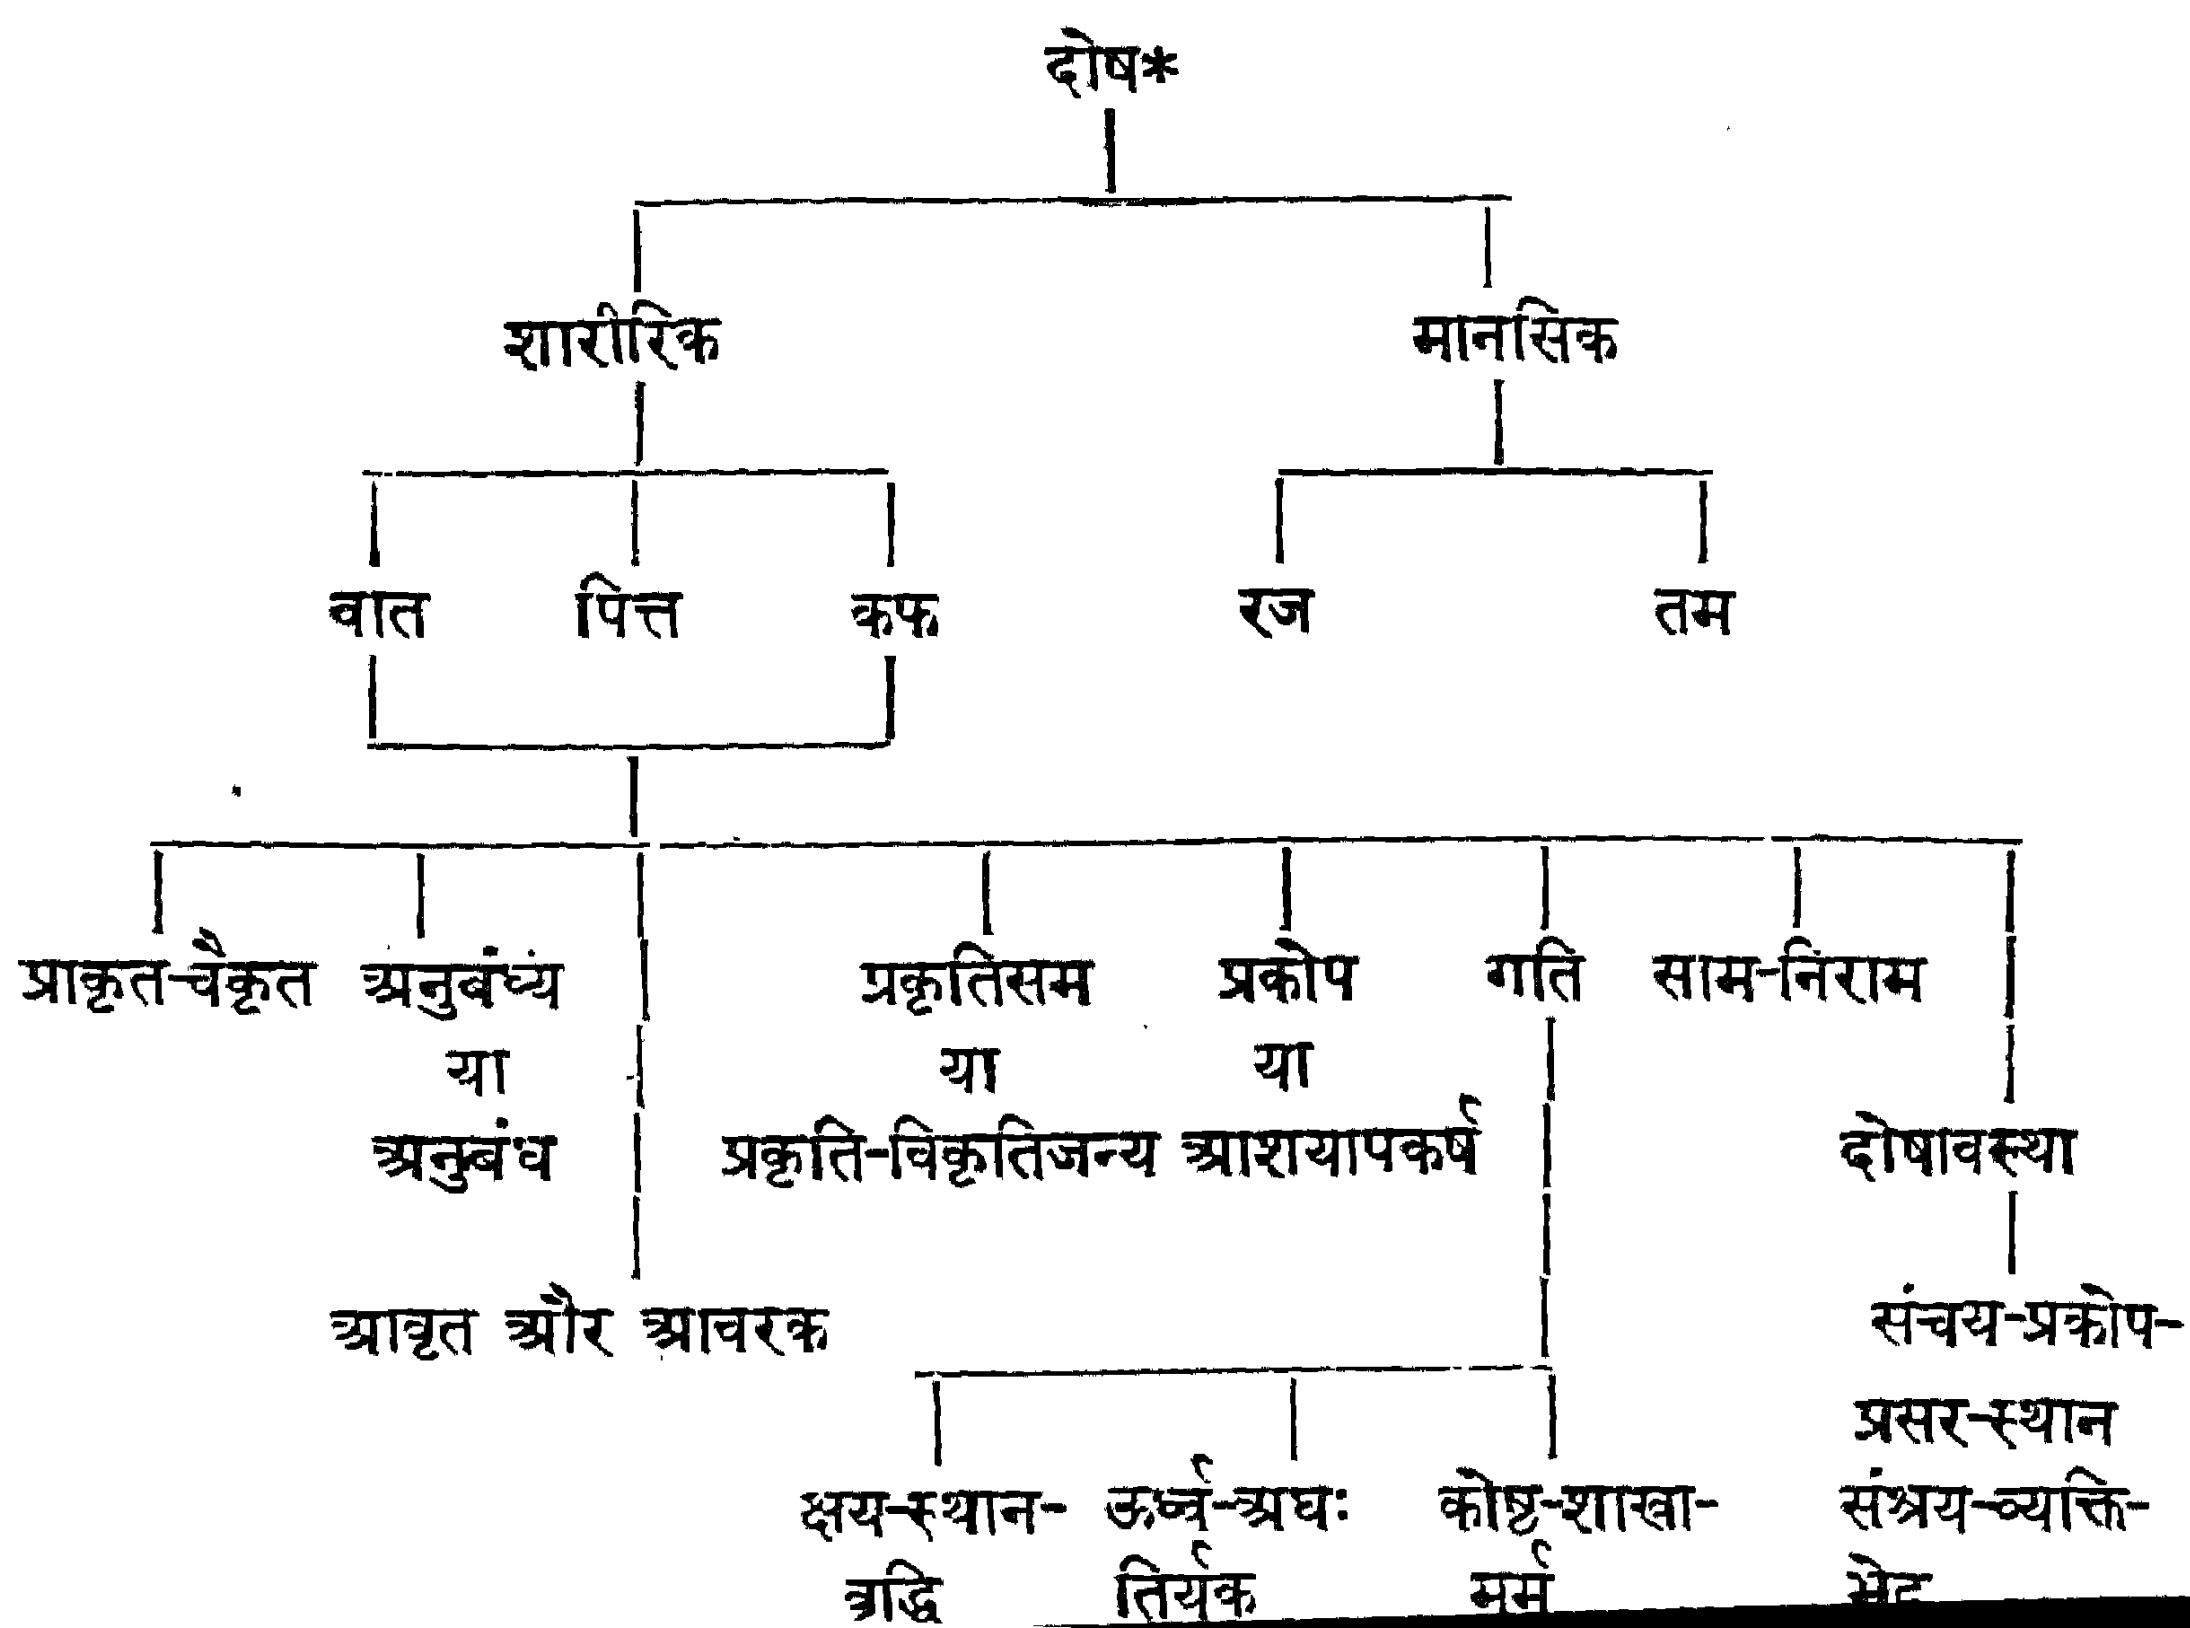 दोष*
शारीरिक मानसिक
वात पित्त कफ रज तम
प्राकृत-वैकृत अनुबंध्य प्रकृतिसम प्रकोप गति साम-निराम
या या या
अनुबंध प्रकृति-विकृतिजन्य आशयापकर्ष दोषावस्था
आवृत और आवरक संचय-प्रकोप-
प्रसर-स्थान
क्षय-स्थान- ऊर्ध्व-अधः कोष्ट-शाखा- संश्रय-व्यक्ति-
वृद्धि तिर्यक मर्म भेद